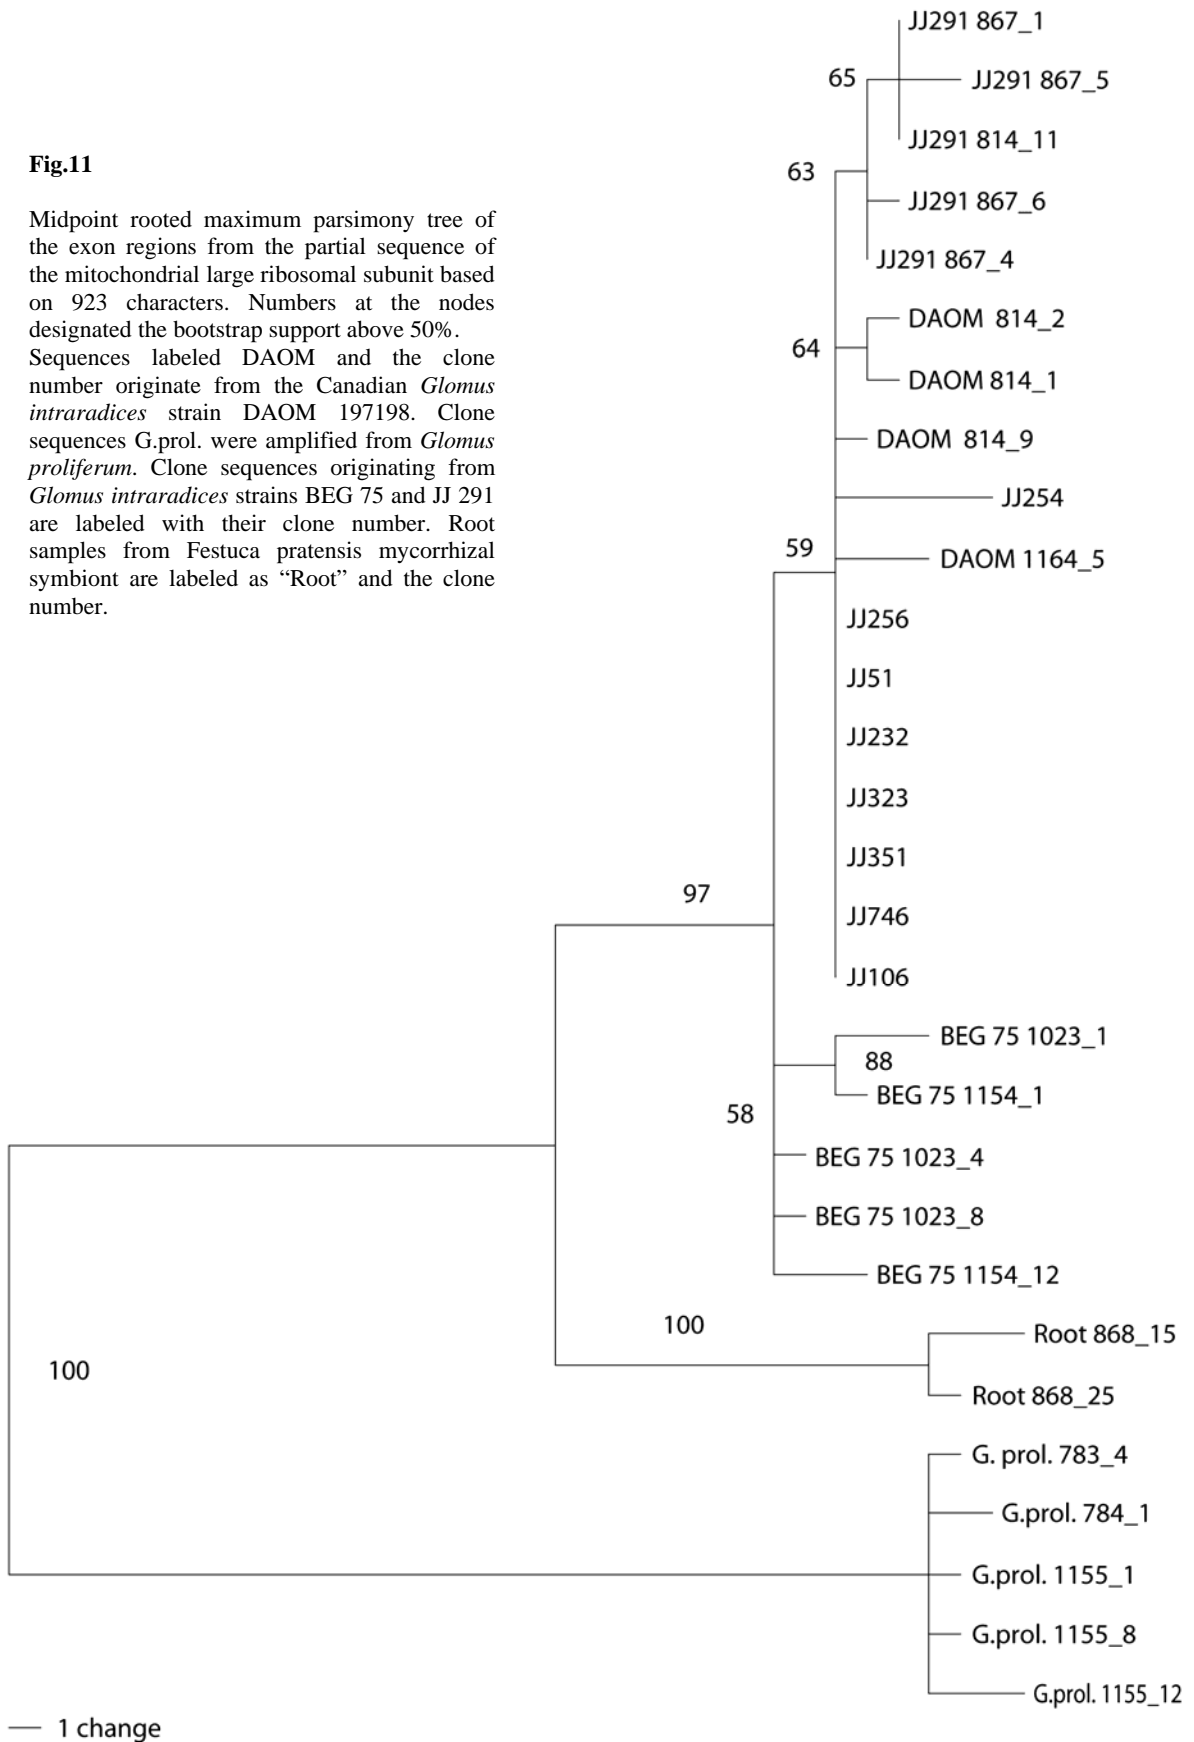 Fig.11
Midpoint rooted maximum parsimony tree of
the exon regions from the partial sequence of
the mitochondrial large ribosomal subunit based
on 923 characters. Numbers at the nodes
designated the bootstrap support above 50%.
Sequences labeled DAOM and the clone
number originate from the Canadian Glomus
intraradices strain DAOM 197198. Clone
sequences G.prol. were amplified from Glomus
proliferum. Clone sequences originating from
Glomus intraradices strains BEG 75 and JJ 291
are labeled with their clone number. Root
samples from Festuca pratensis mycorrhizal
symbiont are labeled as “Root” and the clone
number.
JJ291 867_1
65
JJ291 867_5
JJ291 814_11
63
JJ291 867_6
JJ291 867_4
DAOM 814_2
64
DAOM 814_1
DAOM 814_9
JJ254
59
DAOM 1164_5
JJ256
JJ51
JJ232
JJ323
JJ351
97
JJ746
JJ106
BEG 75 1023_1
88
BEG 75 1154_1
58
BEG 75 1023_4
BEG 75 1023_8
BEG 75 1154_12
100
Root 868_15
100
Root 868_25
G. prol. 783_4
G.prol. 784_1
G.prol. 1155_1
G.prol. 1155_8
G.prol. 1155_12
1 change